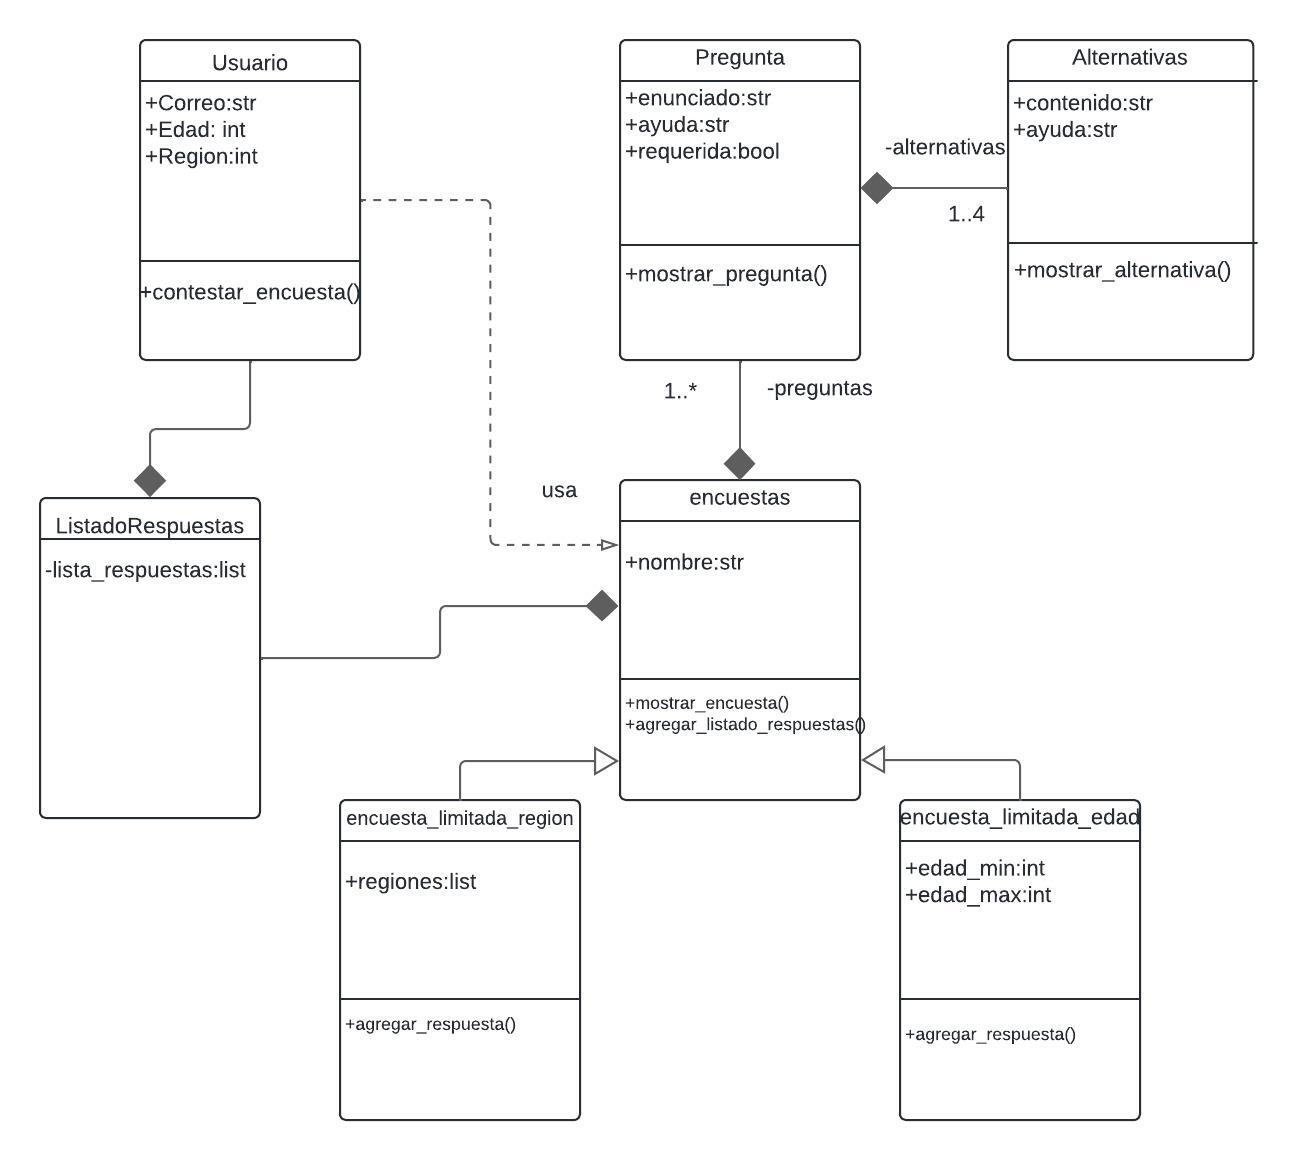 Usuario
+Correo:str
+Edad: int
+Region:int
+contestar_encuesta()
Pregunta
+enunciado:str
+ayuda:str
+requerida:bool
+mostrar_pregunta()
-alternativas
1..4
Alternativas
+contenido:str
+ayuda:str
+mostrar_alternativa()
1..*
-preguntas
usa
ListadoRespuestas
-lista_respuestas:list
encuestas
+nombre:str
+mostrar_encuesta()
+agregar_listado_respuestas()
encuesta_limitada_region
+regiones:list
+agregar_respuesta()
encuesta_limitada_edad
+edad_min:int
+edad_max:int
+agregar_respuesta()